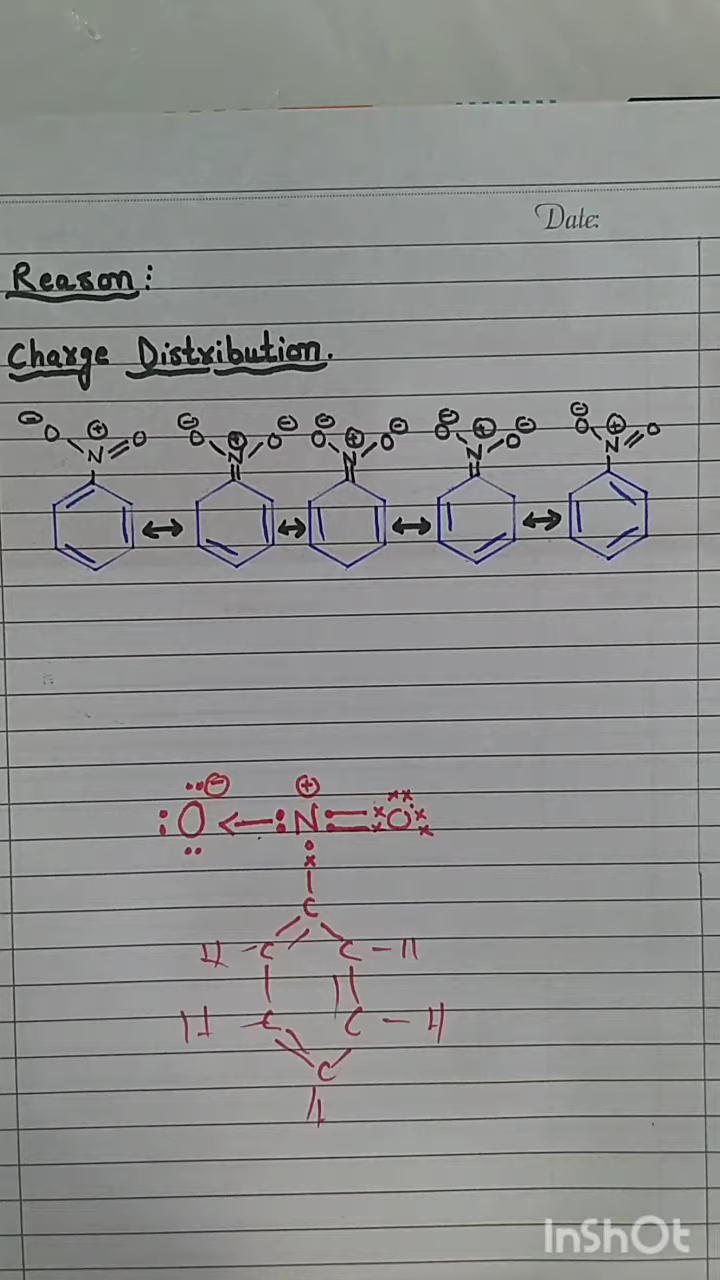 Date:
Reason:
Charge Distribution.
⊖ ⊕ ⊖ ⊕ ⊖ ⊖ ⊕ ⊖ ⊖ ⊕ ⊖ ⊖ ⊕
O N O O N O O N O O N O O N O
↔ ↔ ↔ ↔
⊖ ⊕
:O ← :N = O
C
H - C C - H
H - C C - H
C
H
InShOt